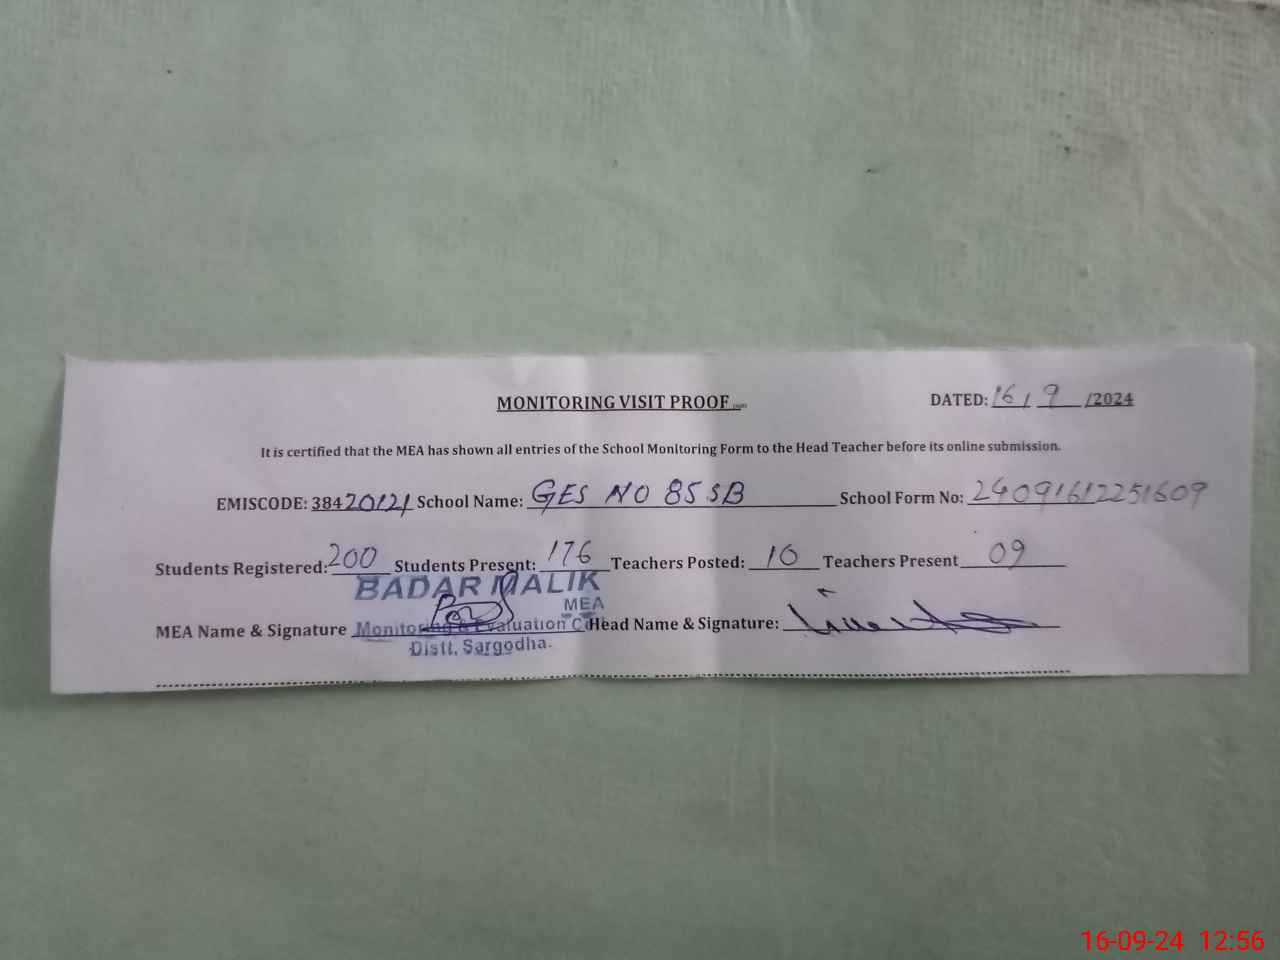 MONITORING VISIT PROOF
DATED: 16 / 9 /2024
It is certified that the MEA has shown all entries of the School Monitoring Form to the Head Teacher before its online submission.
EMISCODE: 38420121 School Name: GES NO 85 SB School Form No: 24091612251609
Students Registered: 200 Students Present: 176 Teachers Posted: 10 Teachers Present 09
BADAR MALIK
MEA
MEA Name & Signature Monitoring & Evaluation Head Name & Signature:
Distt. Sargodha.
16-09-24 12:56